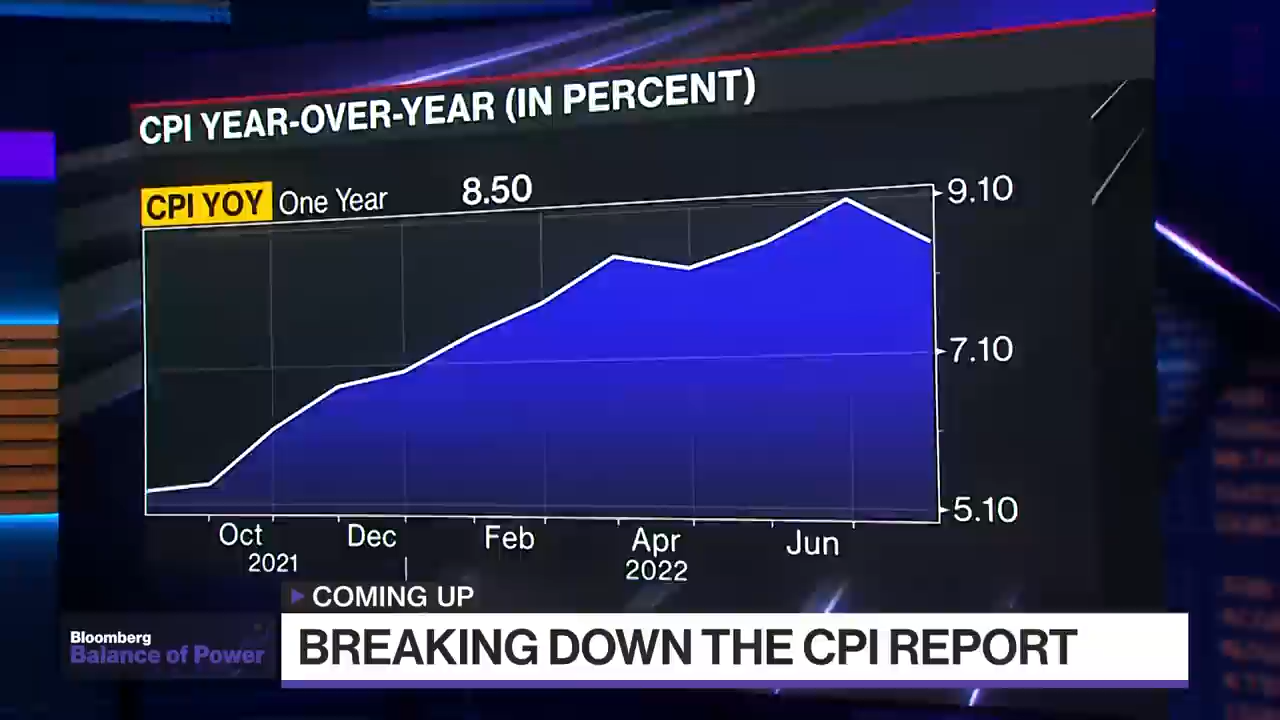 CPI YEAR-OVER-YEAR (IN PERCENT)
CPI YOY One Year 8.50
9.10
7.10
5.10
Oct Dec Feb Apr Jun
2021 2022
COMING UP
Bloomberg
Balance of Power
BREAKING DOWN THE CPI REPORT